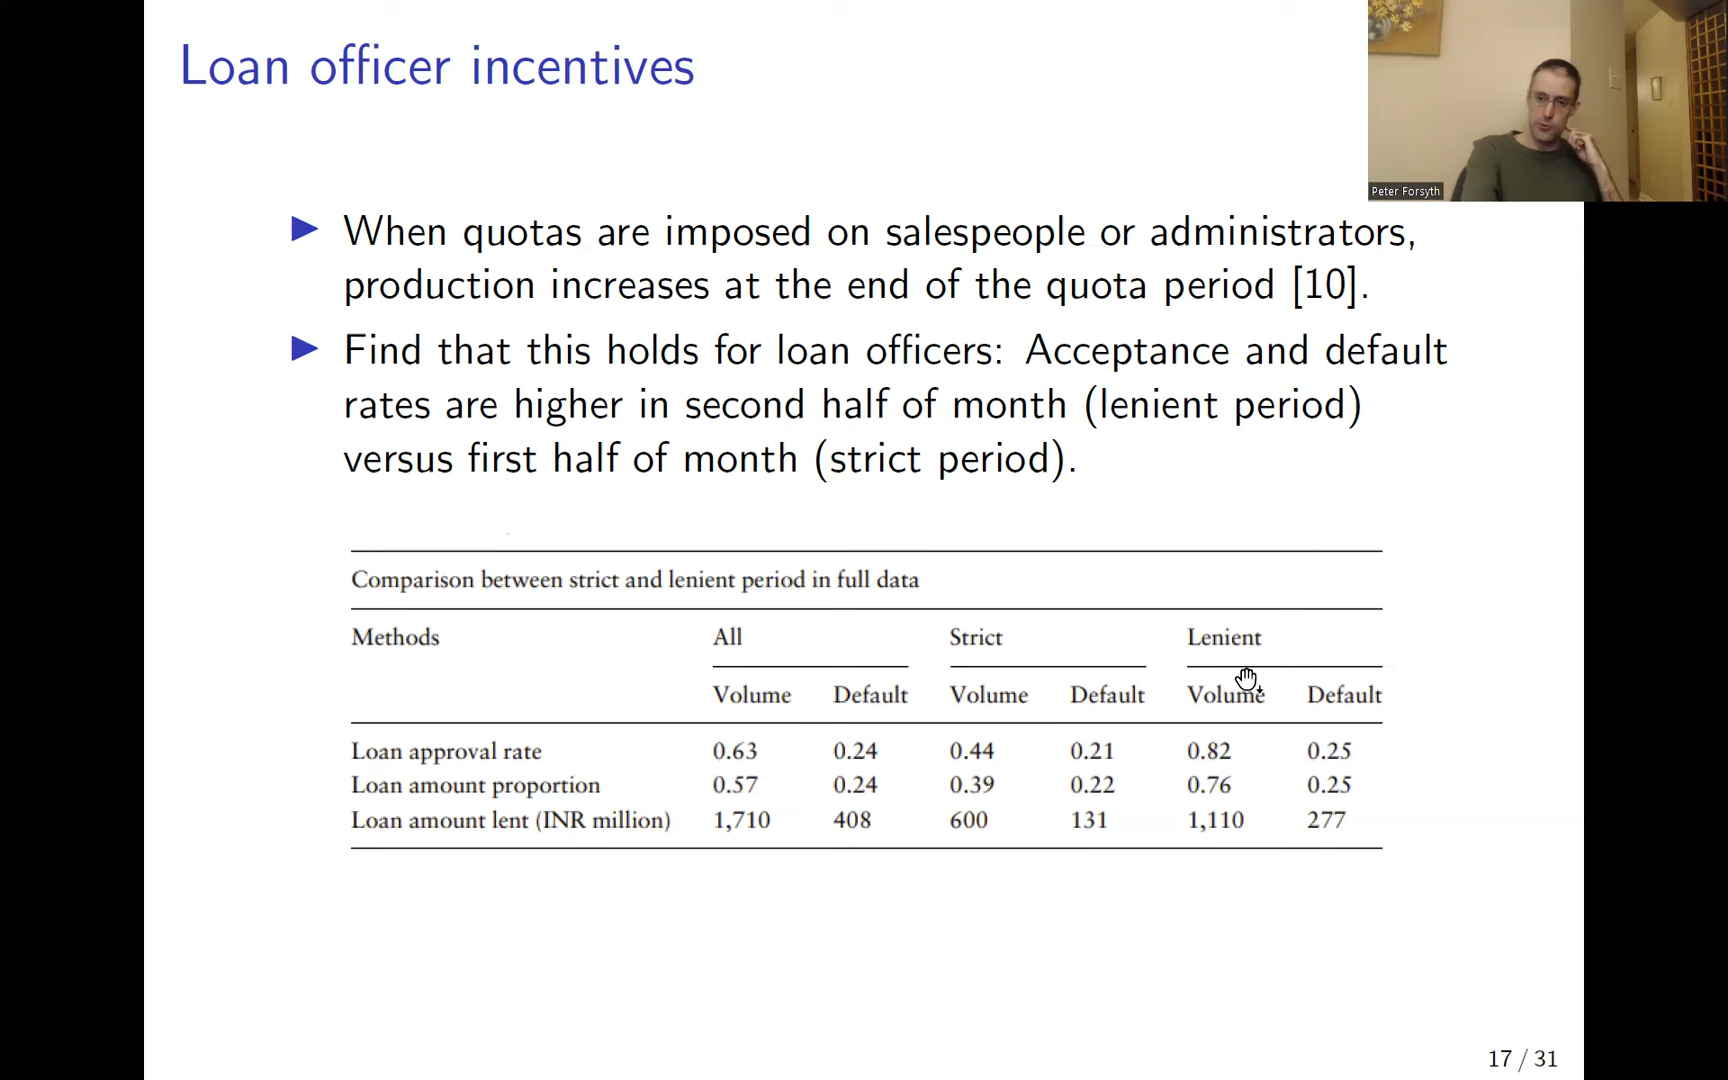 Loan officer incentives
Peter Forsyth
▶ When quotas are imposed on salespeople or administrators,
production increases at the end of the quota period [10].
▶ Find that this holds for loan officers: Acceptance and default
rates are higher in second half of month (lenient period)
versus first half of month (strict period).
Comparison between strict and lenient period in full data
Methods All Strict Lenient
Volume Default Volume Default Volume Default
Loan approval rate 0.63 0.24 0.44 0.21 0.82 0.25
Loan amount proportion 0.57 0.24 0.39 0.22 0.76 0.25
Loan amount lent (INR million) 1,710 408 600 131 1,110 277
17 / 31